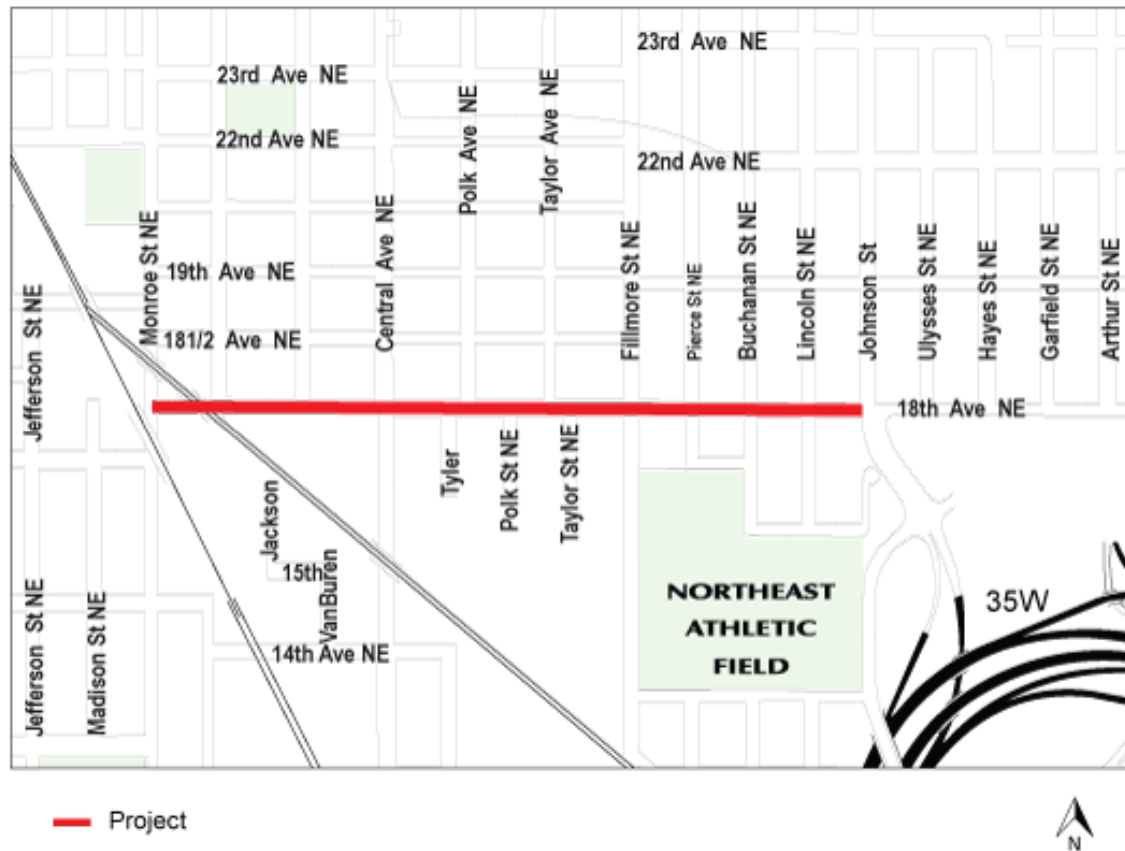 23rd Ave NE
23rd Ave NE
22nd Ave NE
22nd Ave NE
Polk Ave NE
Taylor Ave NE
Monroe St NE
19th Ave NE
181/2 Ave NE
Central Ave NE
Fillmore St NE
Pierce St NE
Buchanan St NE
Lincoln St NE
Johnson St
Ulysses St NE
Hayes St NE
Garfield St NE
Arthur St NE
Jefferson St NE
18th Ave NE
Tyler
Polk St NE
Taylor St NE
Jackson
15th
VanBuren
14th Ave NE
Jefferson St NE
Madison St NE
NORTHEAST
ATHLETIC
FIELD
35W
Project
N